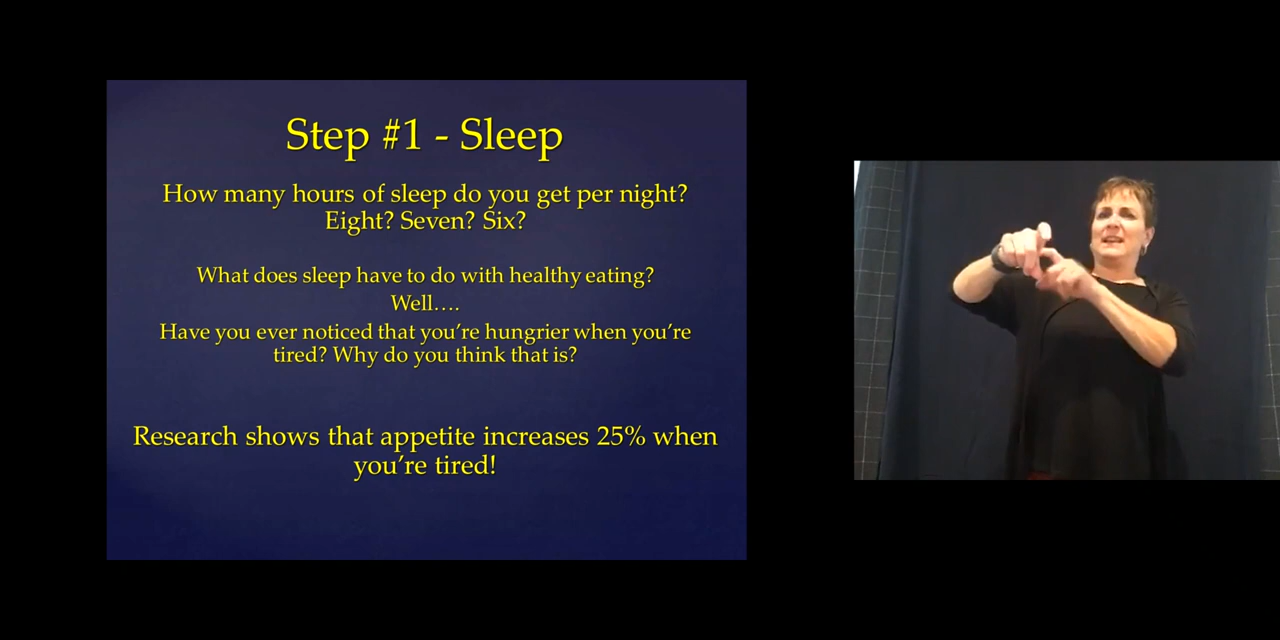 Step #1 - Sleep
How many hours of sleep do you get per night?
Eight? Seven? Six?
What does sleep have to do with healthy eating?
Well….
Have you ever noticed that you’re hungrier when you’re
tired? Why do you think that is?
Research shows that appetite increases 25% when
you’re tired!